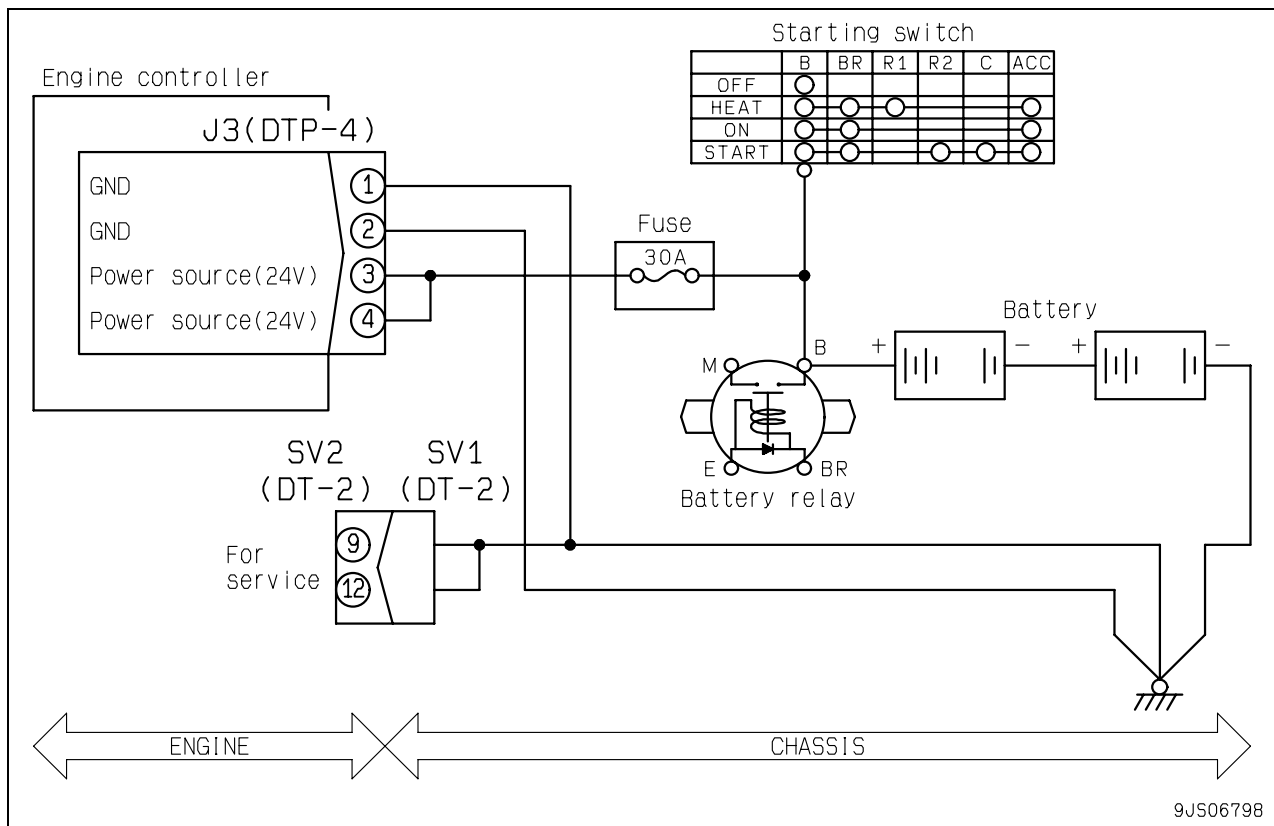 Starting switch
B BR R1 R2 C ACC
OFF
HEAT
ON
START
Engine controller
J3(DTP-4)
GND 1
GND 2
Power source(24V) 3
Power source(24V) 4
Fuse
30A
Battery
+ - + -
M B
E BR
Battery relay
SV2 SV1
(DT-2) (DT-2)
For
service
9
12
ENGINE CHASSIS
9JS06798